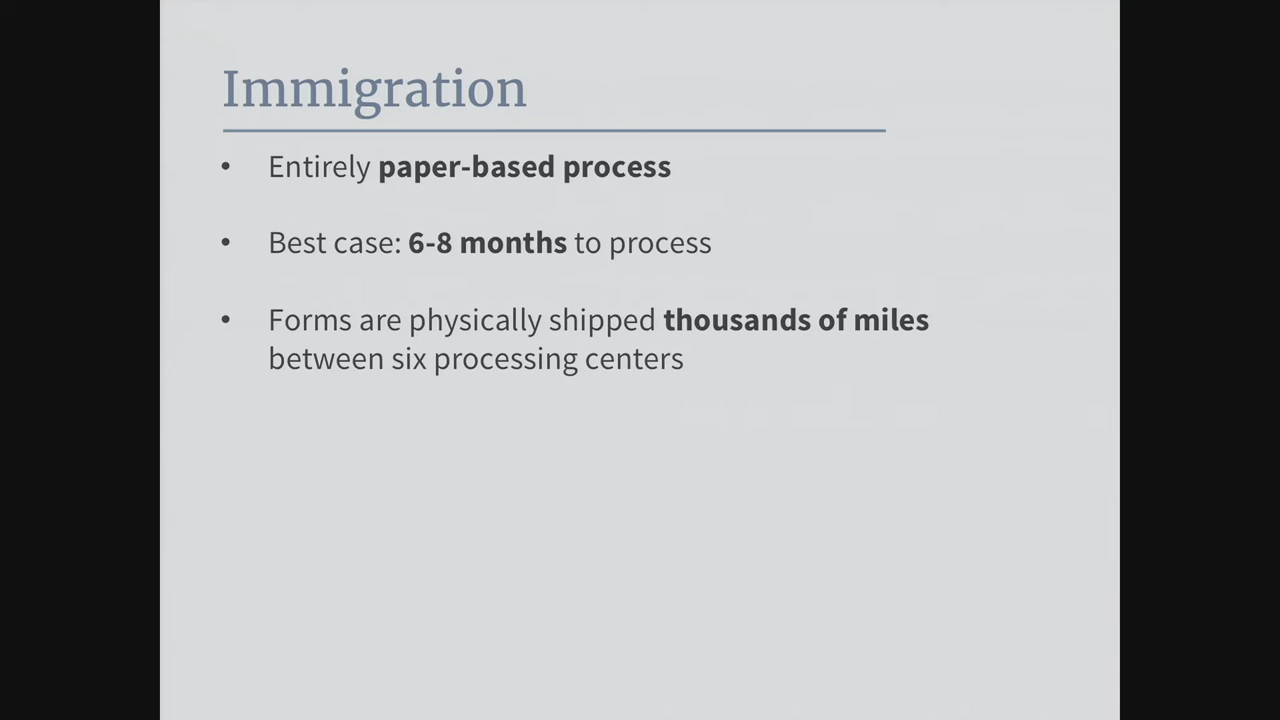 Immigration
• Entirely paper-based process
• Best case: 6-8 months to process
• Forms are physically shipped thousands of miles
between six processing centers